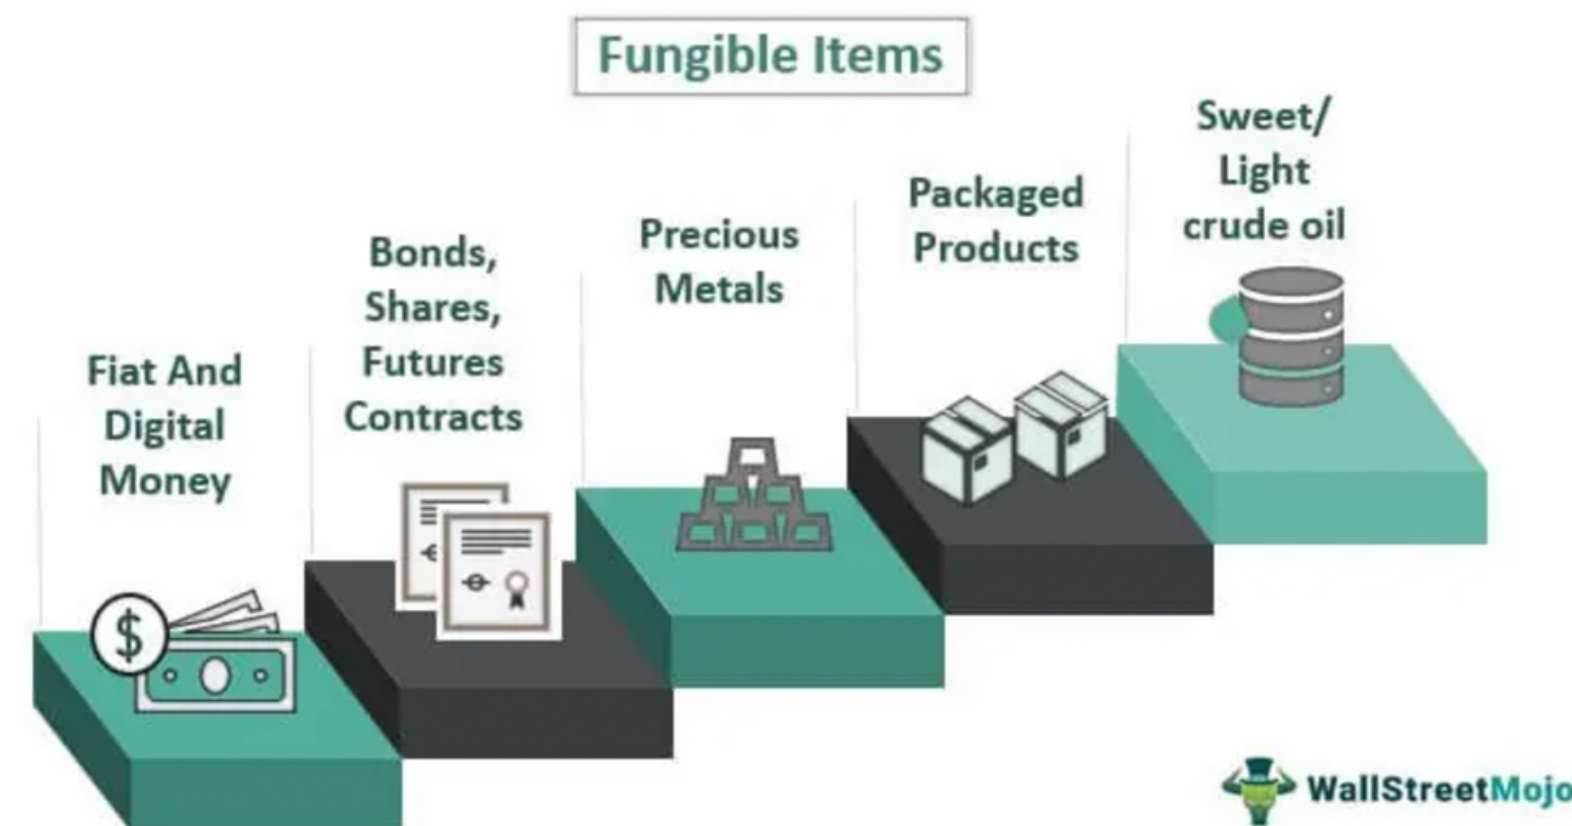 Fungible Items
Fiat And
Digital
Money
$
Bonds,
Shares,
Futures
Contracts
Precious
Metals
Packaged
Products
Sweet/
Light
crude oil
WallStreetMojo